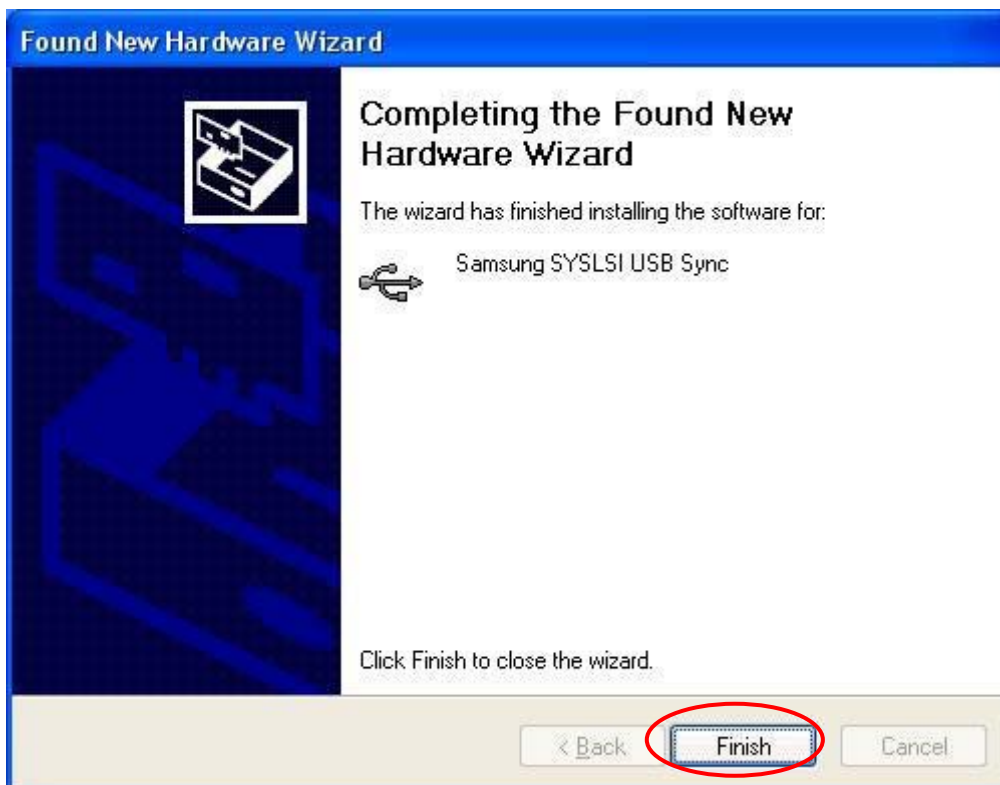 Found New Hardware Wizard
Completing the Found New
Hardware Wizard
The wizard has finished installing the software for:
Samsung SYSLSI USB Sync
Click Finish to close the wizard.
< Back
Finish
Cancel